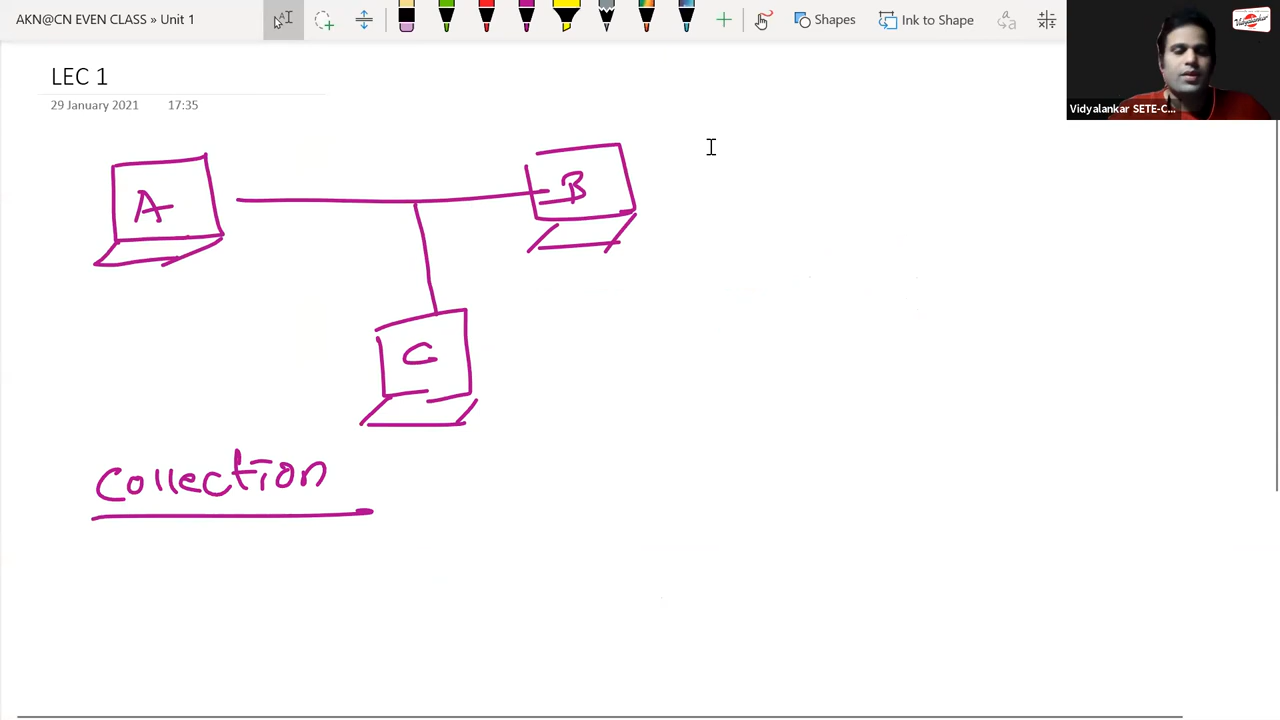 AKN@CN EVEN CLASS » Unit 1
Shapes
Ink to Shape
Vidyalankar
Vidyalankar SETE-C...
LEC 1
29 January 2021 17:35
A
B
C
Collection